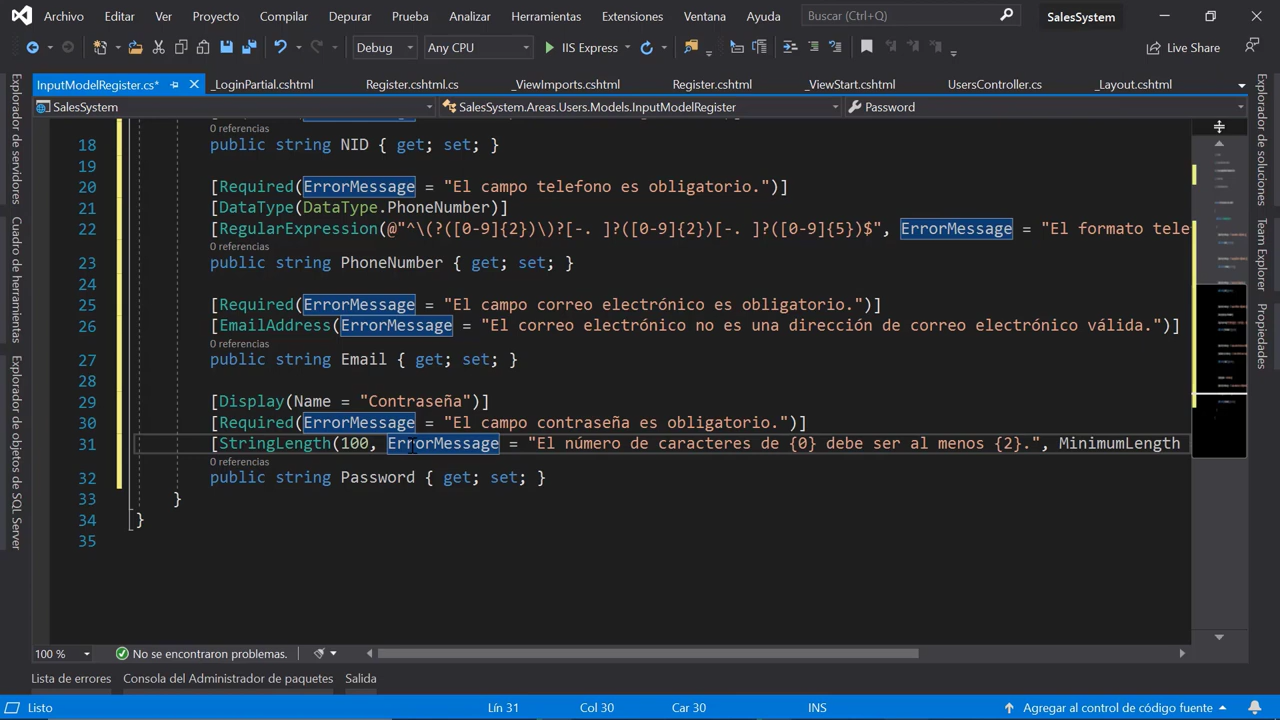 Archivo Editar Ver Proyecto Compilar Depurar Prueba Analizar Herramientas Extensiones Ventana Ayuda Buscar (Ctrl+Q) SalesSystem
Debug Any CPU IIS Express Live Share
InputModelRegister.cs* _LoginPartial.cshtml Register.cshtml.cs _ViewImports.cshtml Register.cshtml _ViewStart.cshtml UsersController.cs _Layout.cshtml
SalesSystem SalesSystem.Areas.Users.Models.InputModelRegister Password
Explorador de servidores
Cuadro de herramientas
Explorador de objetos de SQL Server
0 referencias
18 public string NID { get; set; }
19
20 [Required(ErrorMessage = "El campo telefono es obligatorio.")]
21 [DataType(DataType.PhoneNumber)]
22 [RegularExpression(@"^\(?([0-9]{2})\)?[-. ]?([0-9]{2})[-. ]?([0-9]{5})$", ErrorMessage = "El formato tele
0 referencias
23 public string PhoneNumber { get; set; }
24
25 [Required(ErrorMessage = "El campo correo electrónico es obligatorio.")]
26 [EmailAddress(ErrorMessage = "El correo electrónico no es una dirección de correo electrónico válida.")]
0 referencias
27 public string Email { get; set; }
28
29 [Display(Name = "Contraseña")]
30 [Required(ErrorMessage = "El campo contraseña es obligatorio.")]
31 [StringLength(100, ErrorMessage = "El número de caracteres de {0} debe ser al menos {2}.", MinimumLength
0 referencias
32 public string Password { get; set; }
33 }
34 }
35
Explorador de soluciones
Team Explorer
Propiedades
100 % No se encontraron problemas.
Lista de errores Consola del Administrador de paquetes Salida
Listo Lín 31 Col 30 Car 30 INS Agregar al control de código fuente